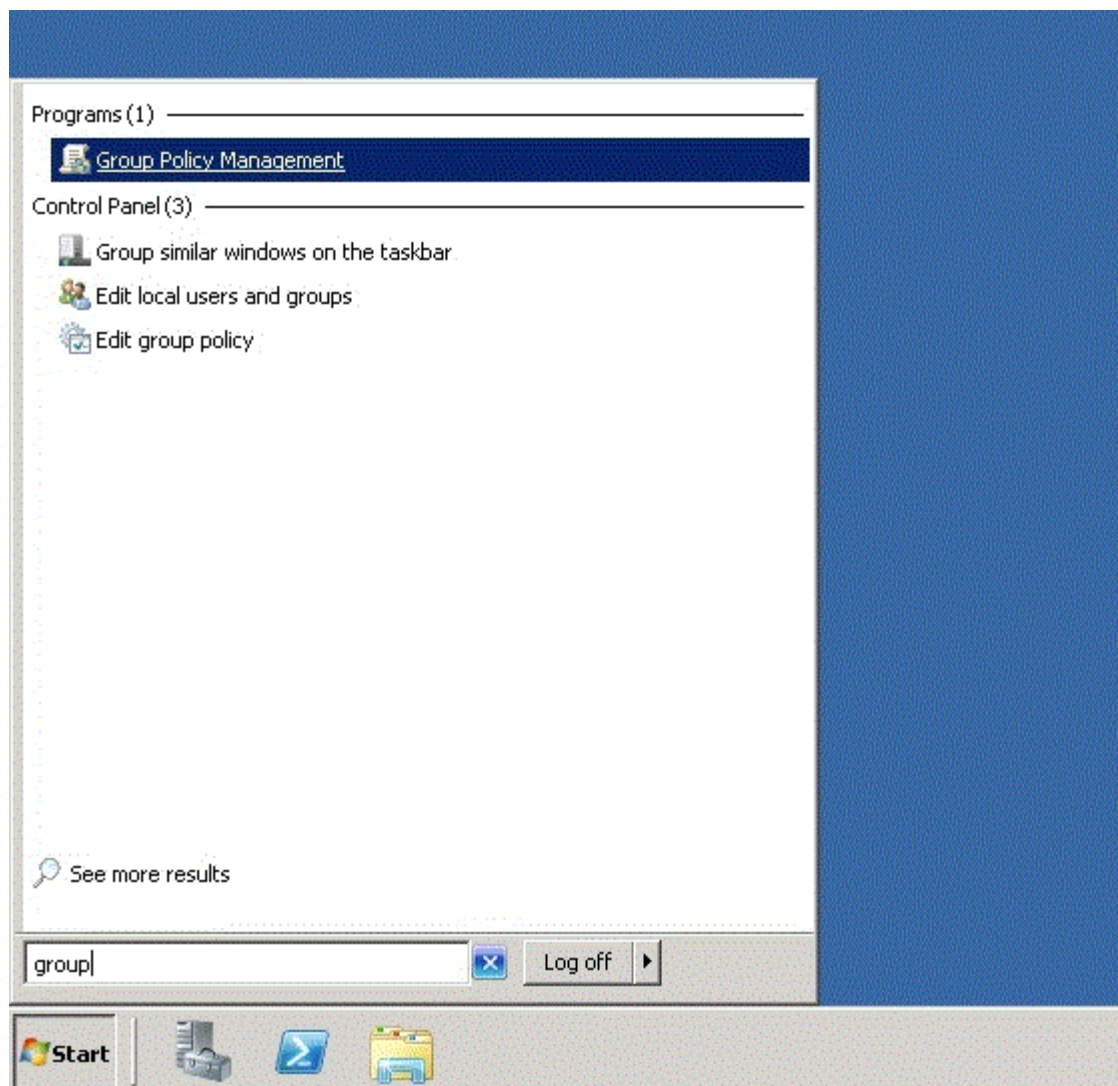 Programs (1)
Group Policy Management
Control Panel (3)
Group similar windows on the taskbar
Edit local users and groups
Edit group policy
See more results
group
Log off
Start